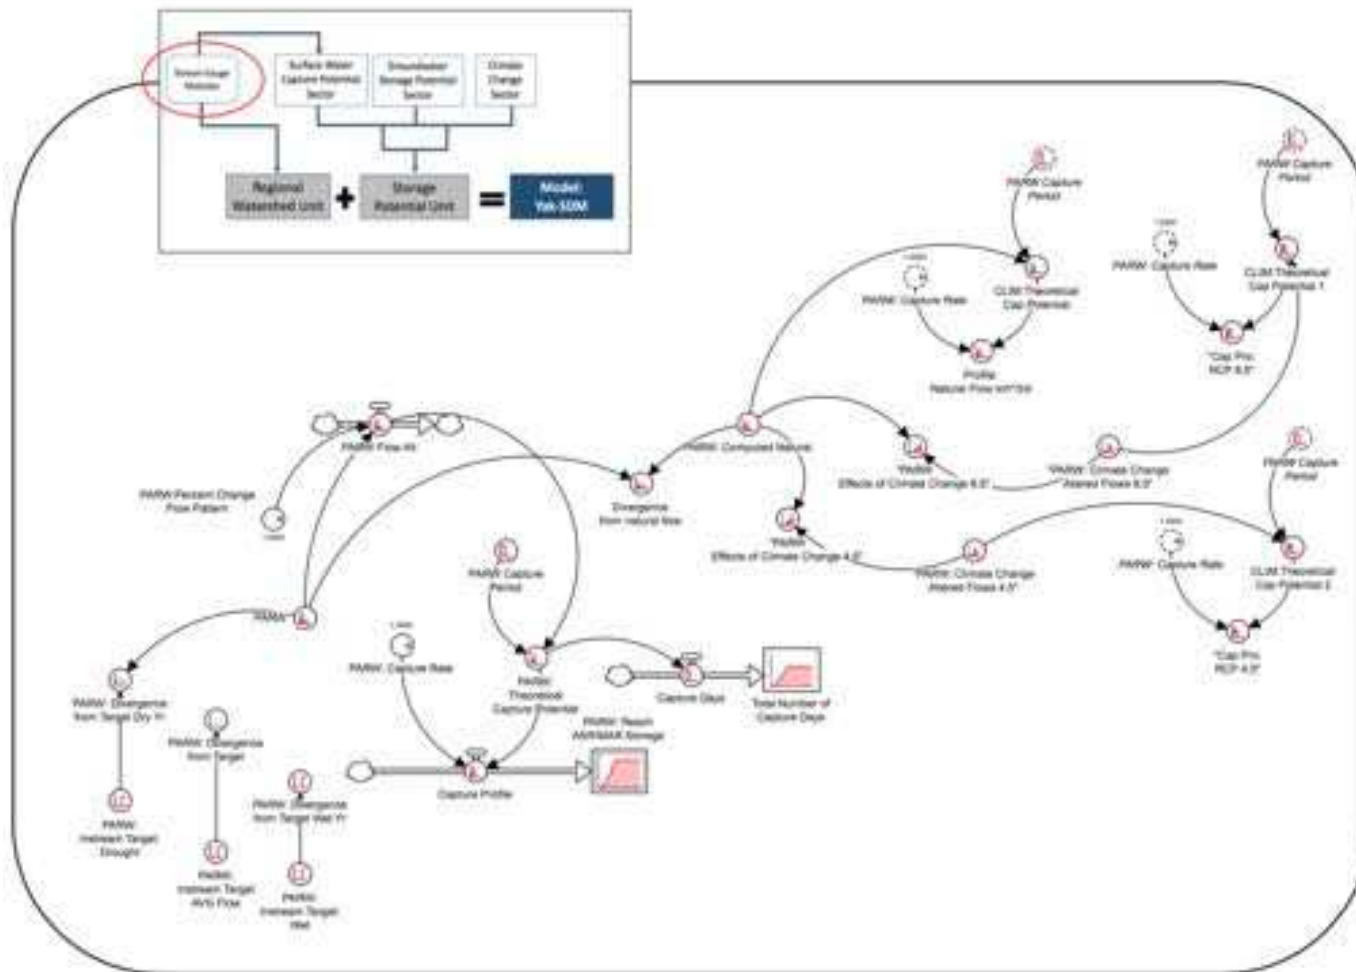 Stream Gauge
Modules
Surface Water
Capture Potential
Sector
Groundwater
Storage Potential
Sector
Climate
Change
Sector
Regional
Watershed Unit
+
Storage
Potential Unit
=
Model:
Yak-SDM
PARW Capture
Period
PARW: Capture Rate
CLIM Theoretical
Cap Potential
Profile
Natural Flow
PARW Capture
Period
PARW: Capture Rate
CLIM Theoretical
Cap Potential 1
"Cap Pro
RCP 8.5"
PARW Flow Alt
PARW Percent Change
Flow Pattern
PARW: Computed Natural
Divergence
from natural flow
"PARW
Effects of Climate Change 8.5"
"PARW: Climate Change
Altered Flows 8.5"
"PARW
Effects of Climate Change 4.5"
"PARW: Climate Change
Altered Flows 4.5"
PARW Capture
Period
PARW: Capture Rate
CLIM Theoretical
Cap Potential 2
"Cap Pro
RCP 4.5"
PARW
PARW Capture
Period
PARW: Capture Rate
PARW:
Theoretical
Capture Potential
Capture Days
Total Number of
Capture Days
PARW: Reach
Storage
Capture Profile
PARW: Divergence
from Target Dry Yr
PARW: Divergence
from Target
PARW: Divergence
from Target Wet Yr
PARW:
Instream Target
Drought
PARW:
Instream Target
AVG Flow
PARW:
Instream Target
Wet